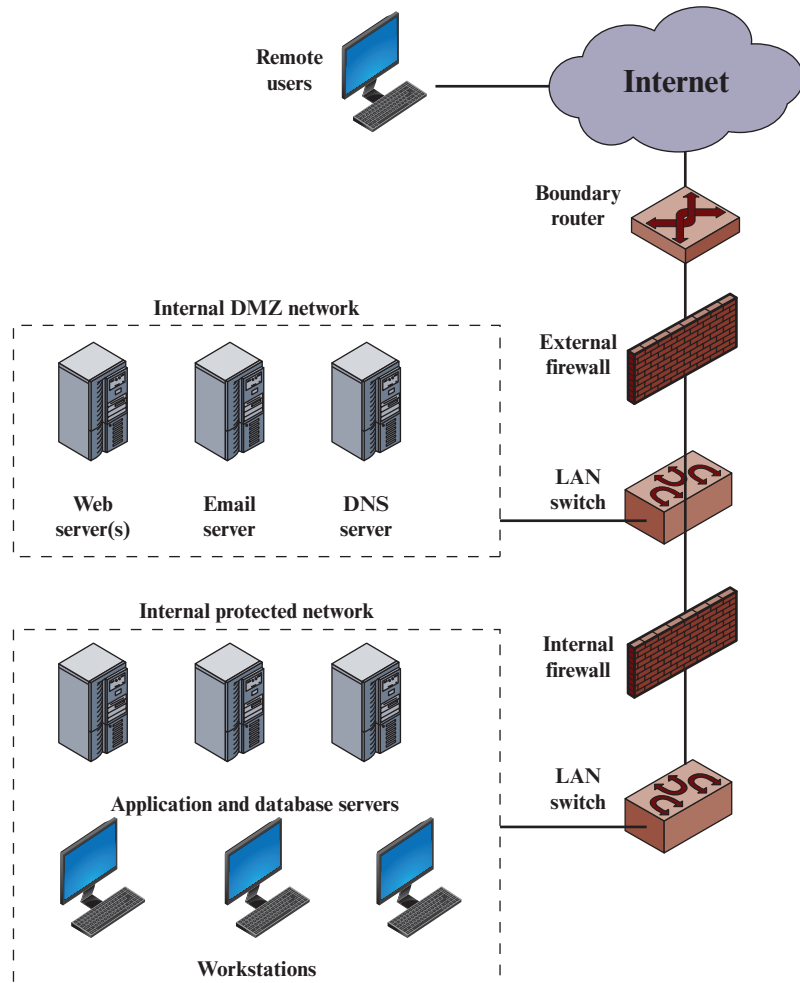 Remote
users
Internet
Boundary
router
Internal DMZ network
External
firewall
Web
server(s)
Email
server
DNS
server
LAN
switch
Internal protected network
Internal
firewall
Application and database servers
LAN
switch
Workstations